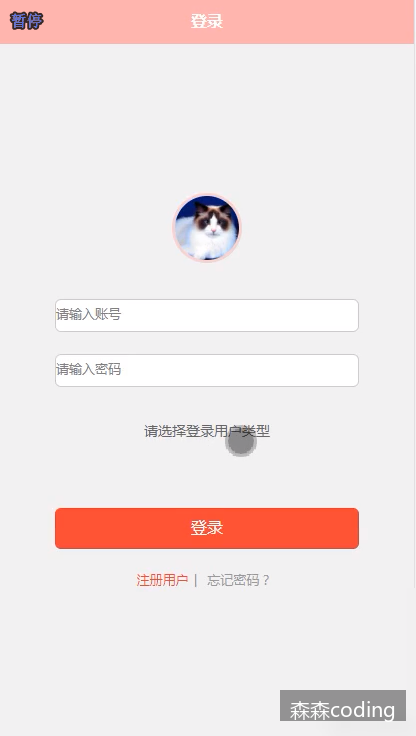 暂停
登录
请输入账号
请输入密码
请选择登录用户类型
登录
注册用户 | 忘记密码？
森森coding